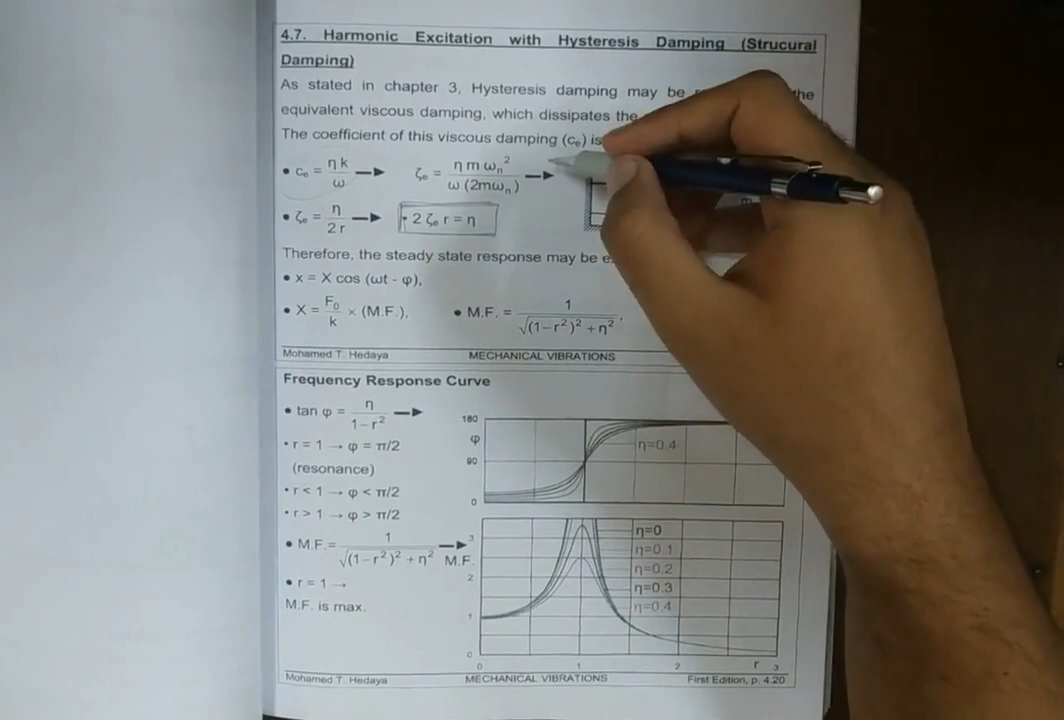 4.7. Harmonic Excitation with Hysteresis Damping (Strucural
Damping)
As stated in chapter 3, Hysteresis damping may be the
equivalent viscous damping, which dissipates the
The coefficient of this viscous damping (cₑ) is
• cₑ = η k / ω → ζₑ = η m ωₙ² / ω (2mωₙ) →
• ζₑ = η / 2 r → • 2 ζₑ r = η
Therefore, the steady state response may be
• x = X cos (ωt - φ),
• X = F₀ / k × (M.F.), • M.F. = 1 / √((1−r²)² + η²),
Mohamed T. Hedaya MECHANICAL VIBRATIONS
Frequency Response Curve
• tan φ = η / 1−r² →
• r = 1 → φ = π/2
(resonance)
• r < 1 → φ < π/2
• r > 1 → φ > π/2
• M.F. = 1 / √((1−r²)² + η²) →
• r = 1 →
M.F. is max.
180
φ
90
0
η=0.4
3
M.F.
2
1
0
η=0
η=0.1
η=0.2
η=0.3
η=0.4
0 1 2 r 3
Mohamed T. Hedaya MECHANICAL VIBRATIONS First Edition, p. 4.20